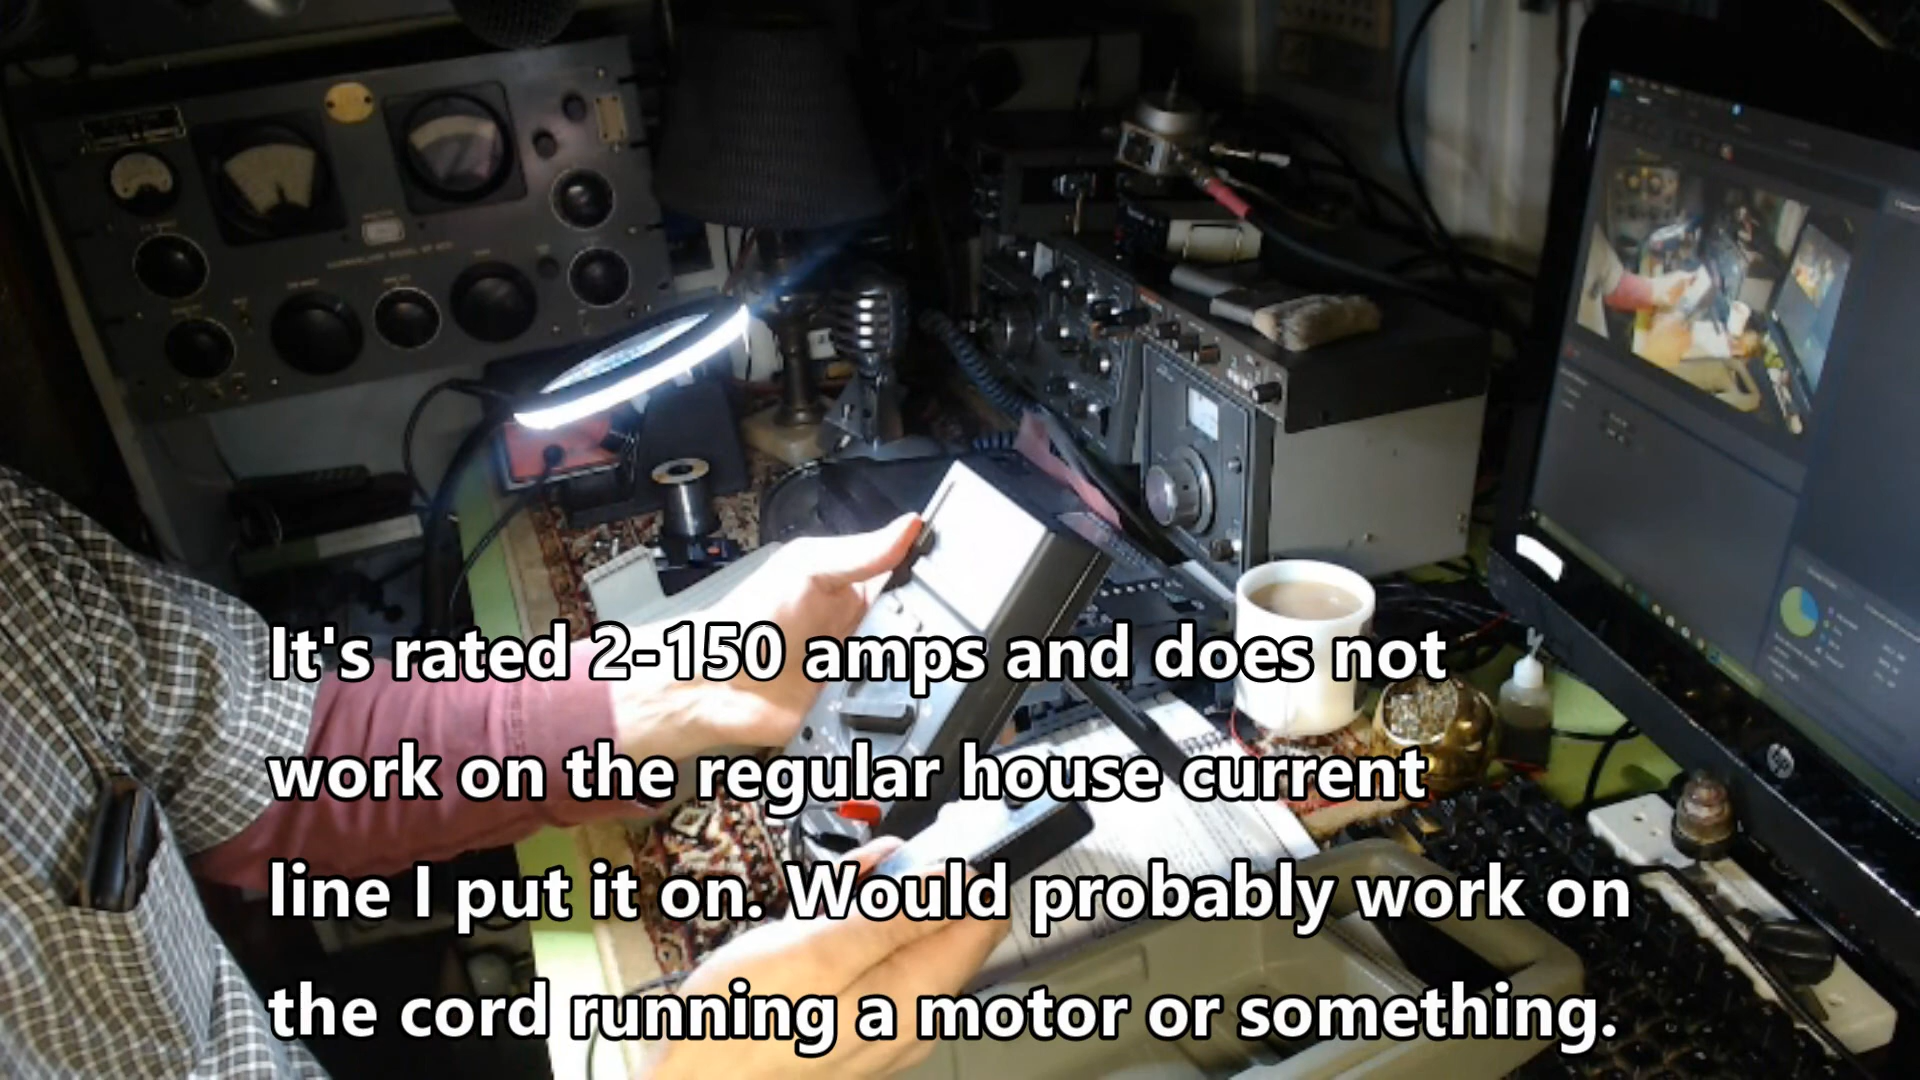 It's rated 2-150 amps and does not
work on the regular house current
line I put it on. Would probably work on
the cord running a motor or something.
hp